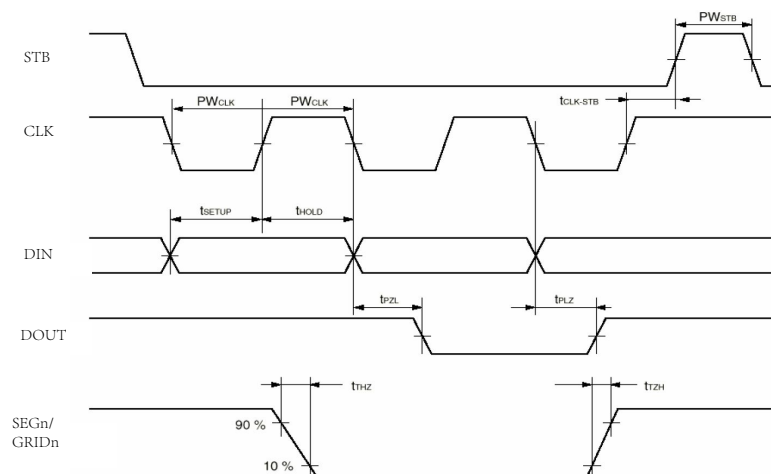 PWSTB
STB
tCLK-STB
PWCLK PWCLK
CLK
tSETUP tHOLD
DIN
tPZL tPLZ
DOUT
tTHZ tTZH
SEGn/
GRIDn
90 %
10 %